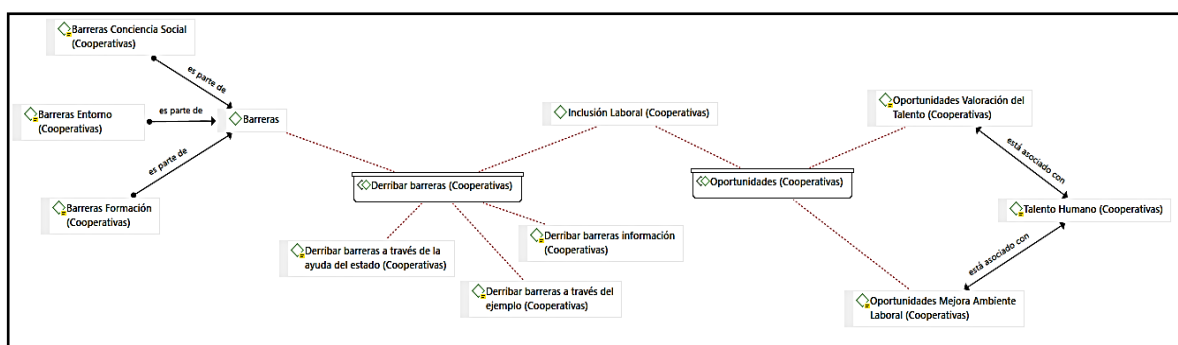 Barreras Conciencia Social
(Cooperativas)
es parte de
Barreras Entorno
(Cooperativas)
es parte de
Barreras
es parte de
Barreras Formación
(Cooperativas)
Inclusión Laboral (Cooperativas)
Derribar barreras (Cooperativas)
Derribar barreras a través de la
ayuda del estado (Cooperativas)
Derribar barreras información
(Cooperativas)
Derribar barreras a través del
ejemplo (Cooperativas)
Oportunidades (Cooperativas)
Oportunidades Valoración del
Talento (Cooperativas)
está asociado con
Talento Humano (Cooperativas)
está asociado con
Oportunidades Mejora Ambiente
Laboral (Cooperativas)